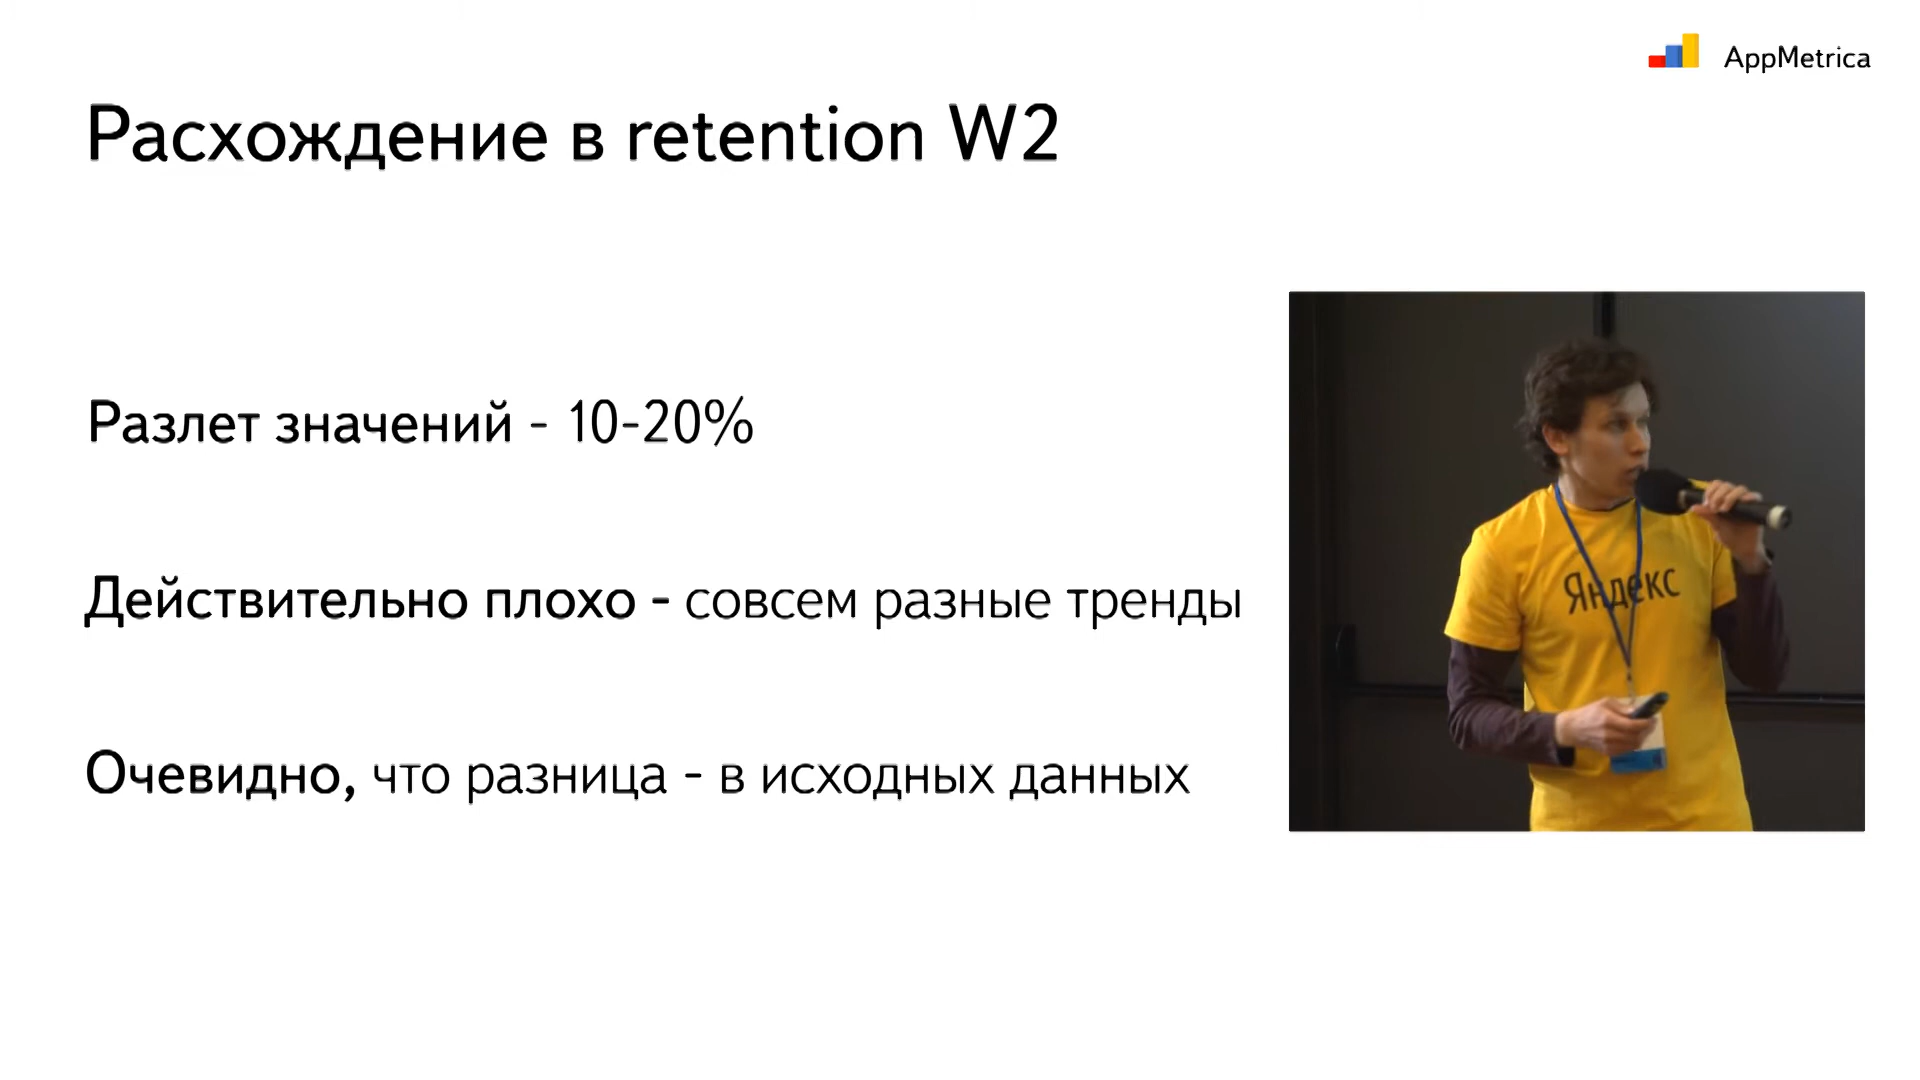 AppMetrica
Расхождение в retention W2
Разлет значений - 10-20%
Действительно плохо - совсем разные тренды
Очевидно, что разница - в исходных данных
Яндекс